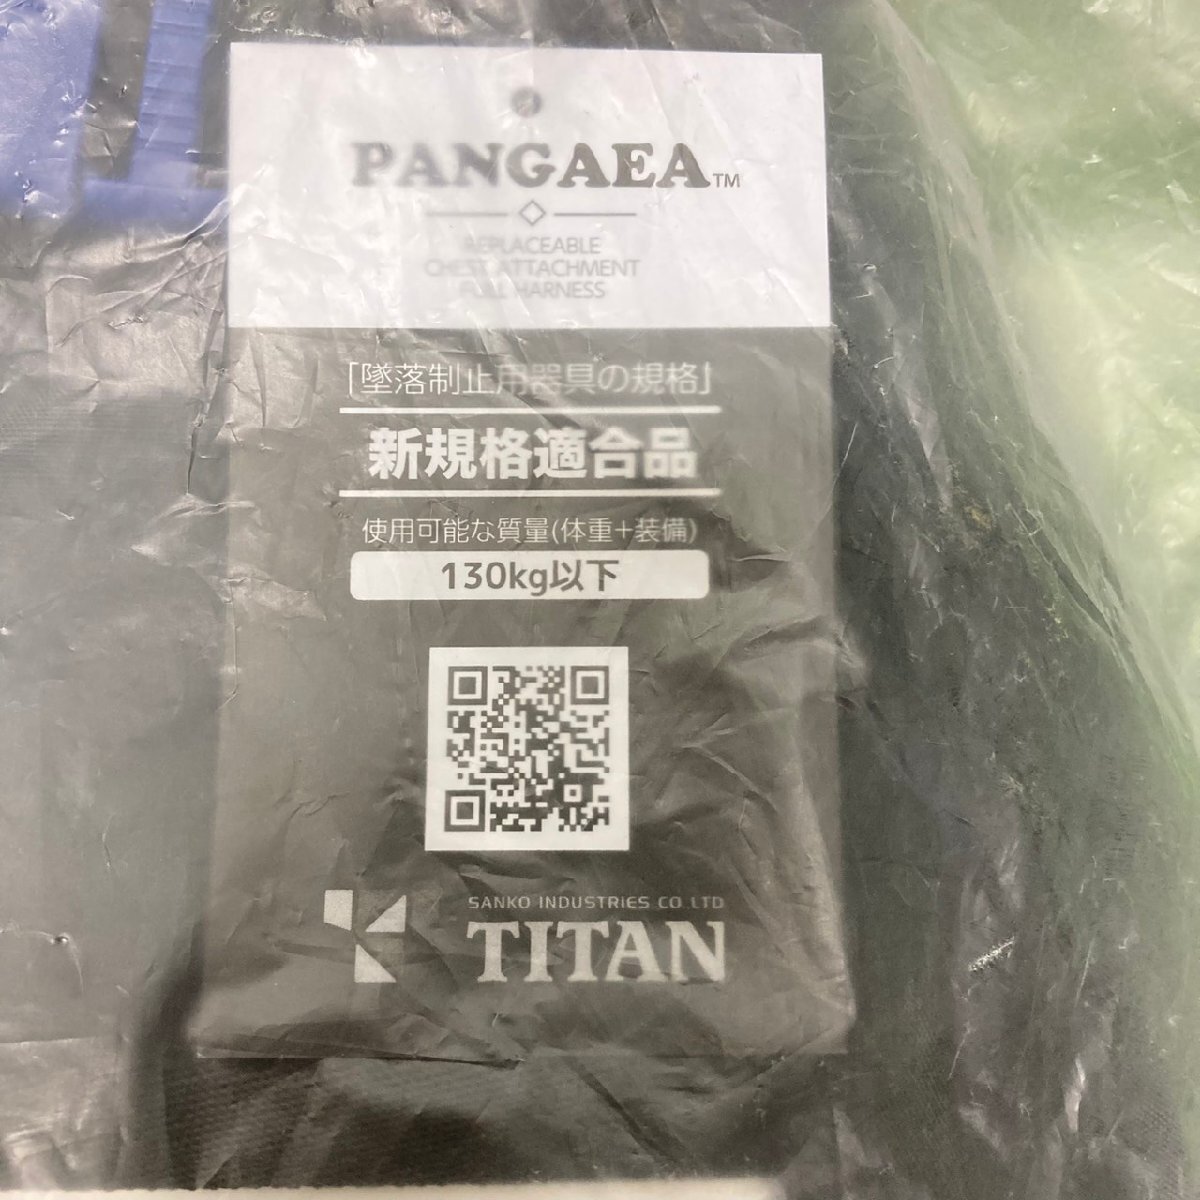 PANGAEA™
REPLACEABLE
CHEST ATTACHMENT
FULL HARNESS
「墜落制止用器具の規格」
新規格適合品
使用可能な質量(体重+装備)
130kg以下
SANKO INDUSTRIES CO.LTD
TITAN